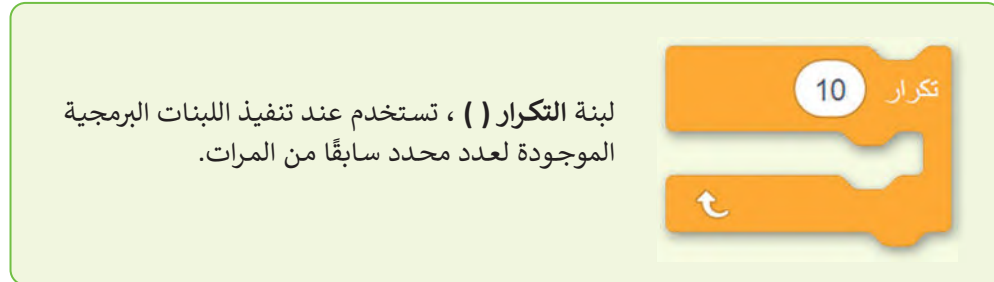 تكرار 10
لبنة التكرار ( ) ، تستخدم عند تنفيذ اللبنات البرمجية
الموجودة لعدد محدد سابقًا من المرات.